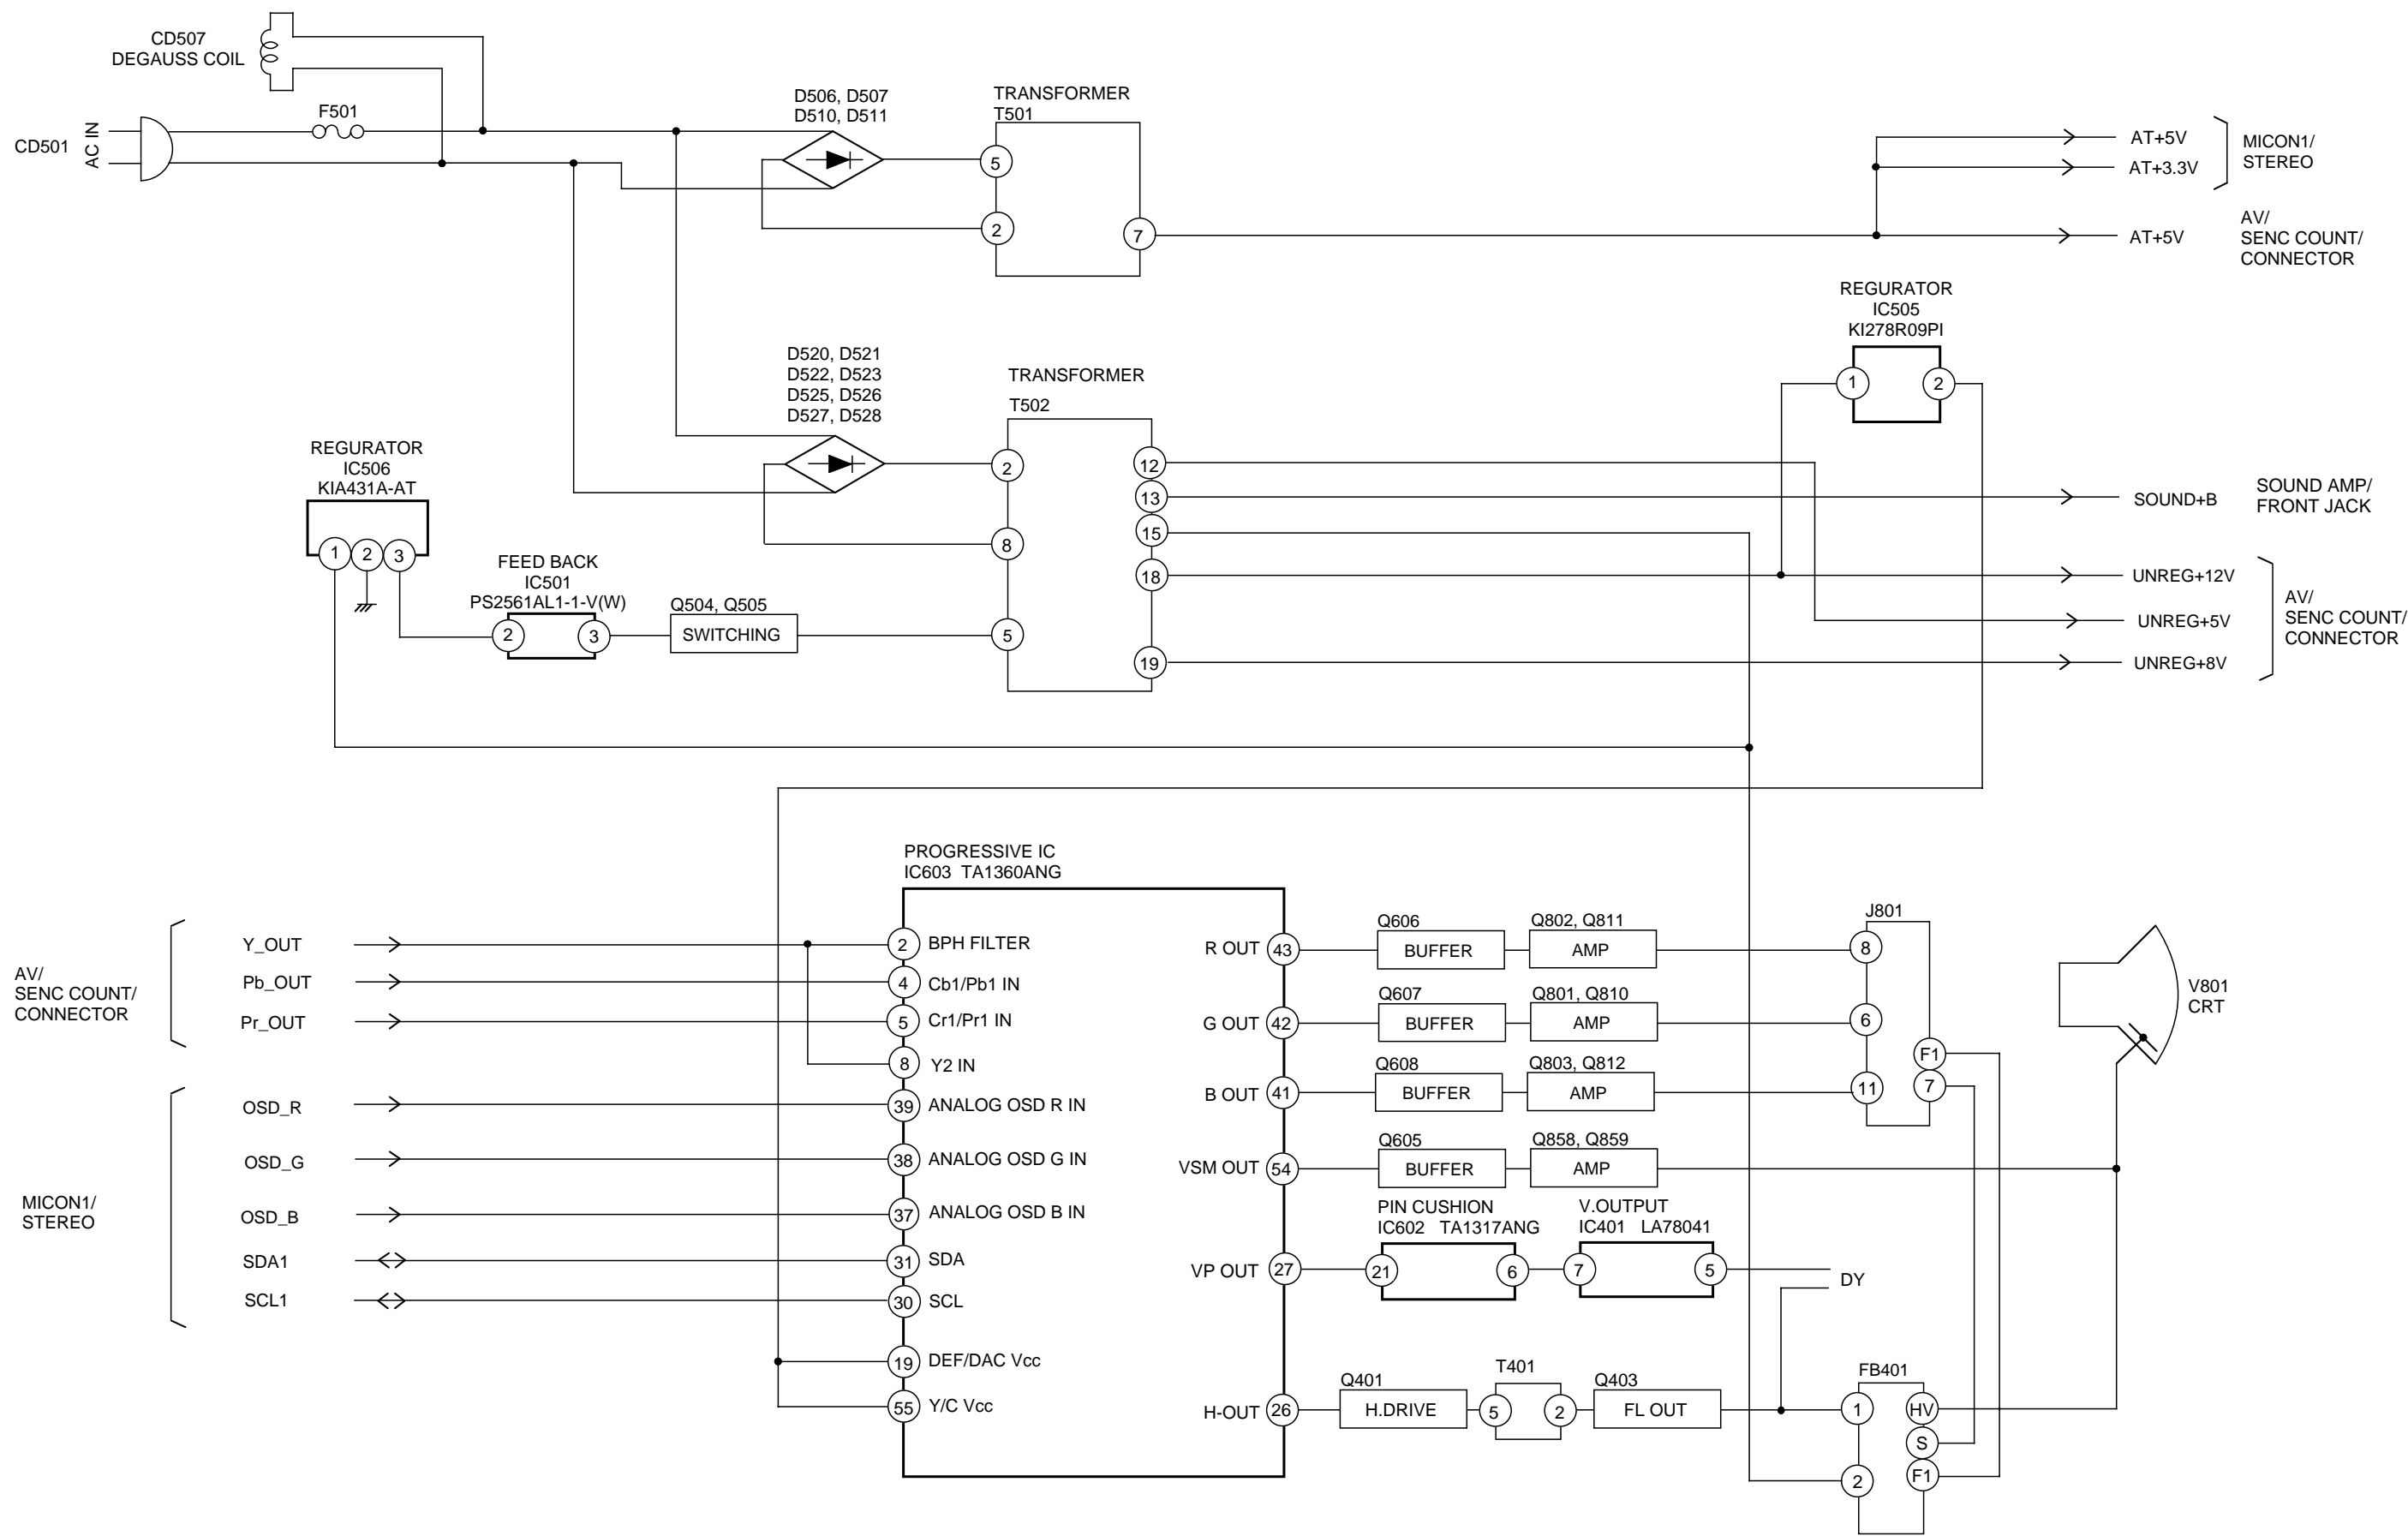 CD507
DEGAUSS COIL
F501
CD501
AC IN
D506, D507
D510, D511
TRANSFORMER
T501
5
2
7
AT+5V
AT+3.3V
MICON1/
STEREO
AT+5V
AV/
SENC COUNT/
CONNECTOR
REGURATOR
IC505
KI278R09PI
1
2
D520, D521
D522, D523
D525, D526
D527, D528
TRANSFORMER
T502
2
8
5
12
13
15
18
19
SOUND+B
SOUND AMP/
FRONT JACK
UNREG+12V
UNREG+5V
UNREG+8V
AV/
SENC COUNT/
CONNECTOR
REGURATOR
IC506
KIA431A-AT
1
2
3
FEED BACK
IC501
PS2561AL1-1-V(W)
2
3
Q504, Q505
SWITCHING
PROGRESSIVE IC
IC603 TA1360ANG
AV/
SENC COUNT/
CONNECTOR
Y_OUT
Pb_OUT
Pr_OUT
MICON1/
STEREO
OSD_R
OSD_G
OSD_B
SDA1
SCL1
2 BPH FILTER
4 Cb1/Pb1 IN
5 Cr1/Pr1 IN
8 Y2 IN
39 ANALOG OSD R IN
38 ANALOG OSD G IN
37 ANALOG OSD B IN
31 SDA
30 SCL
19 DEF/DAC Vcc
55 Y/C Vcc
R OUT 43
G OUT 42
B OUT 41
VSM OUT 54
VP OUT 27
H-OUT 26
Q606
BUFFER
Q802, Q811
AMP
Q607
BUFFER
Q801, Q810
AMP
Q608
BUFFER
Q803, Q812
AMP
Q605
BUFFER
Q858, Q859
AMP
PIN CUSHION
IC602 TA1317ANG
21
6
V.OUTPUT
IC401 LA78041
7
5
DY
Q401
H.DRIVE
T401
5
2
Q403
FL OUT
J801
8
6
11
F1
7
V801
CRT
FB401
1
2
HV
S
F1